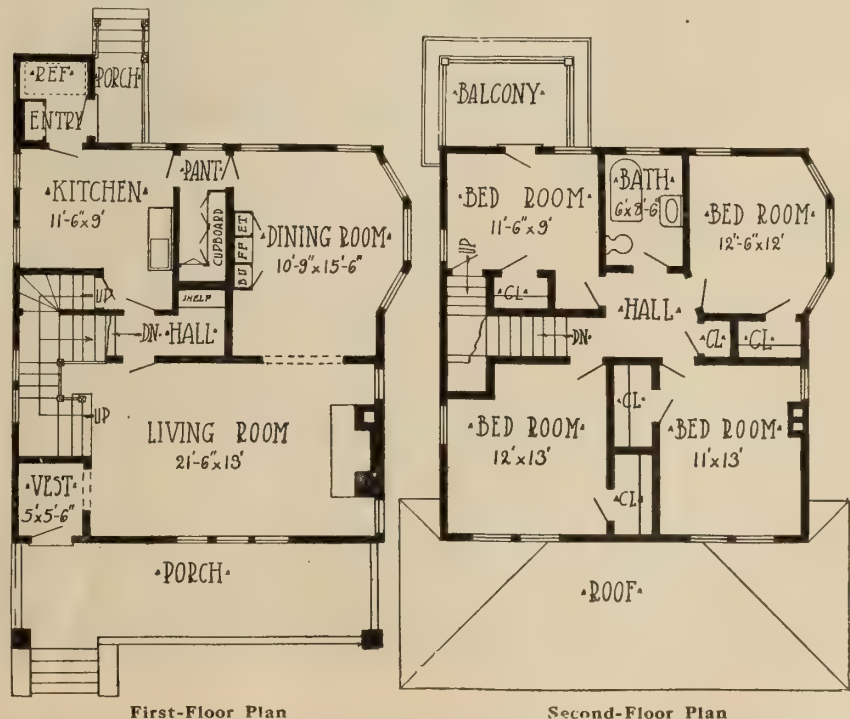 REF
PORCH
ENTRY
KITCHEN
11'-6"x9'
PANT
CUPBOARD
BUFFET
DINING ROOM
10'-9"x15'-6"
UP
SHELF
DN
HALL
UP
LIVING ROOM
21'-6"x13'
VEST
5'x5'-6"
PORCH
First-Floor Plan
BALCONY
BED ROOM
11'-6"x9'
BATH
6'x8'-6"
BED ROOM
12'-6"x12'
UP
CL
HALL
DN
CL
CL
BED ROOM
12'x13'
CL
BED ROOM
11'x13'
CL
ROOF
Second-Floor Plan